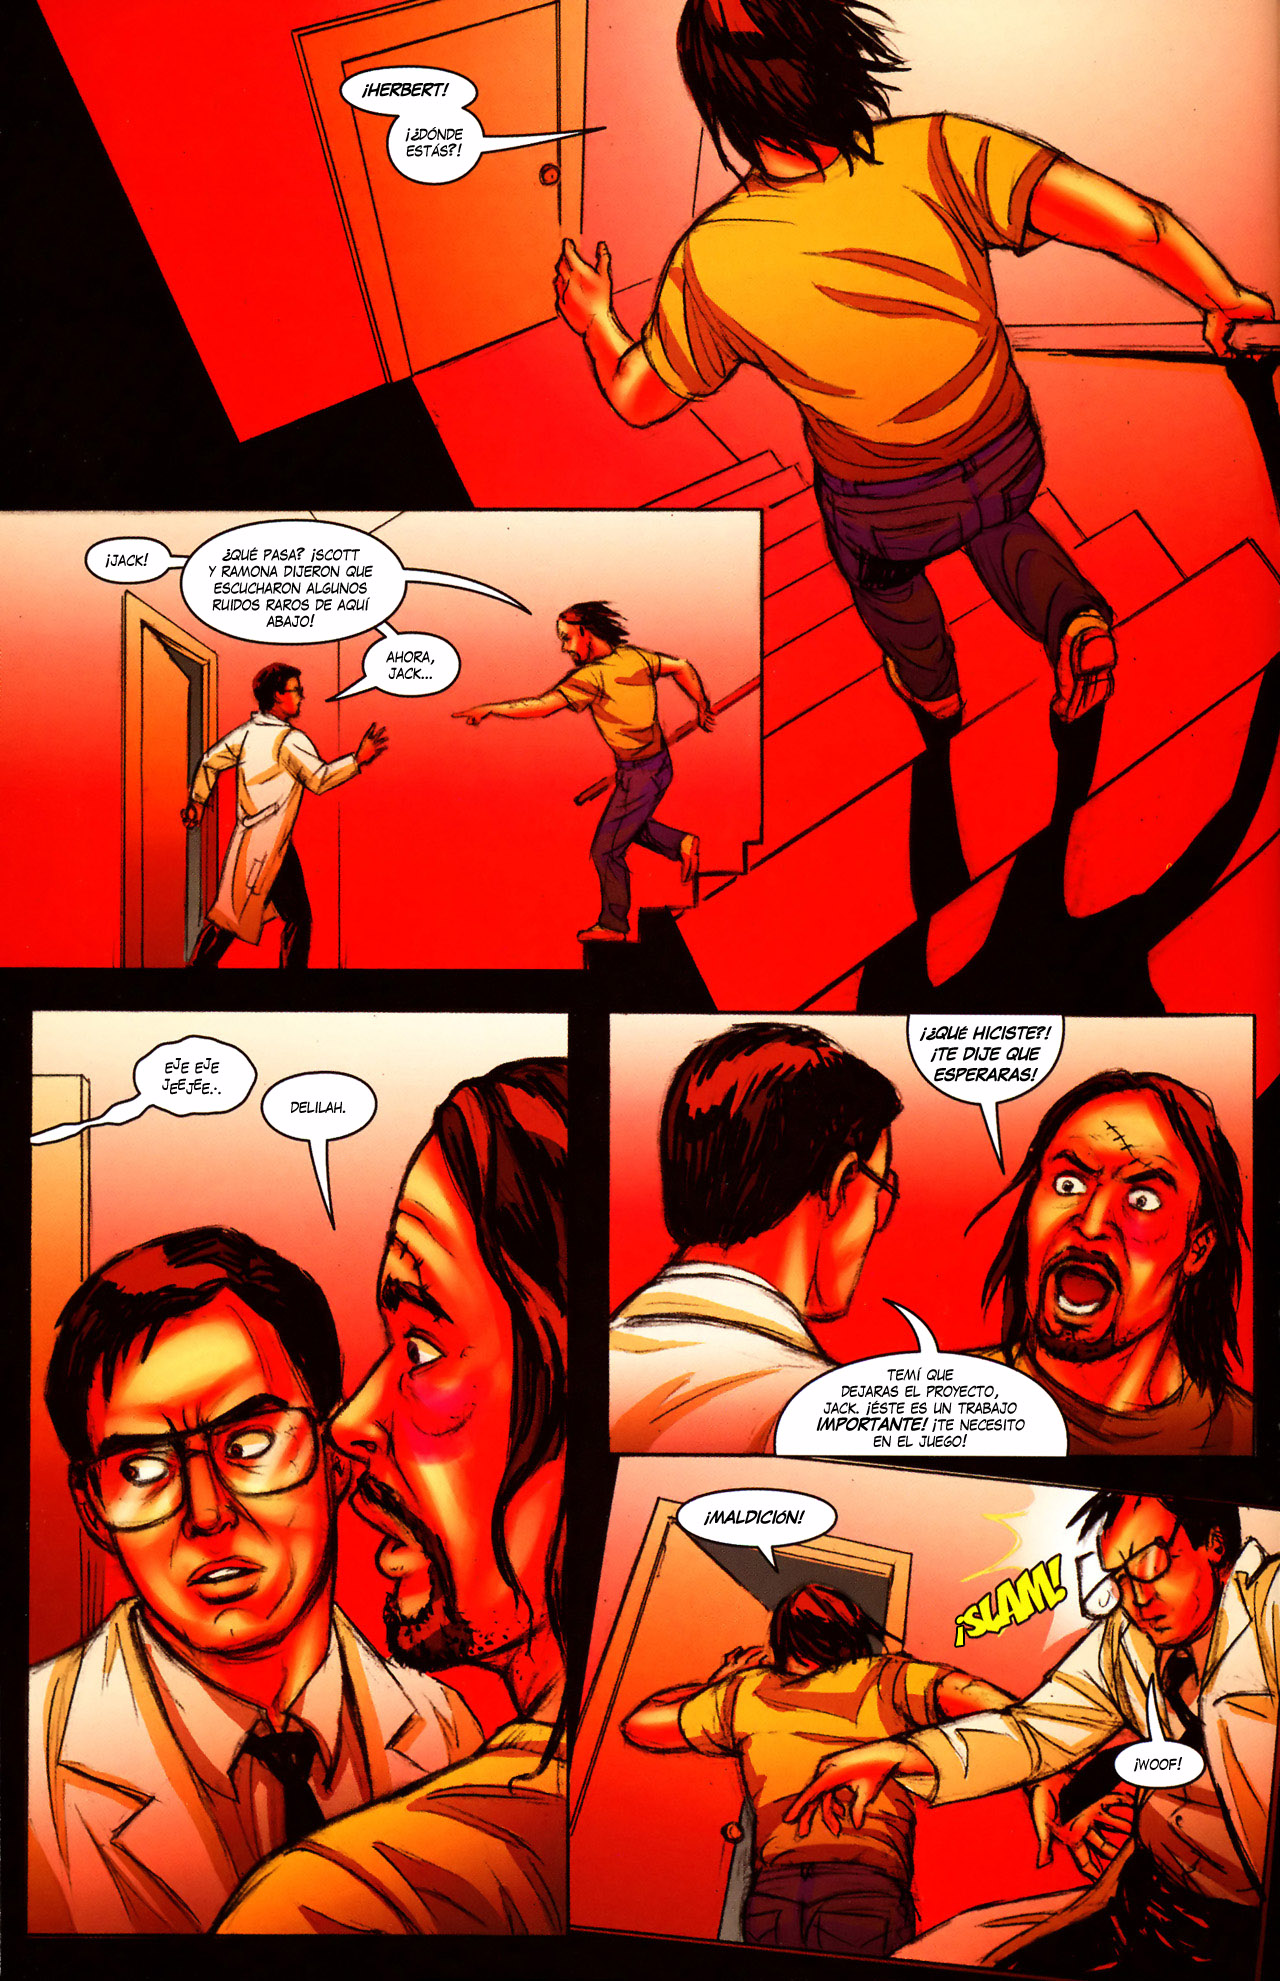 ¡HERBERT!
¡¿DÓNDE
ESTÁS?!
¡JACK!
¿QUÉ PASA? ¡SCOTT
Y RAMONA DIJERON QUE
ESCUCHARON ALGUNOS
RUIDOS RAROS DE AQUÍ
ABAJO!
AHORA,
JACK...
EJE EJE
JEEJEE...
DELILAH.
¡¿QUÉ HICISTE?!
¡TE DIJE QUE
ESPERARAS!
TEMÍ QUE
DEJARAS EL PROYECTO,
JACK. ¡ÉSTE ES UN TRABAJO
IMPORTANTE! ¡TE NECESITO
EN EL JUEGO!
¡MALDICIÓN!
¡SLAM!
¡WOOF!